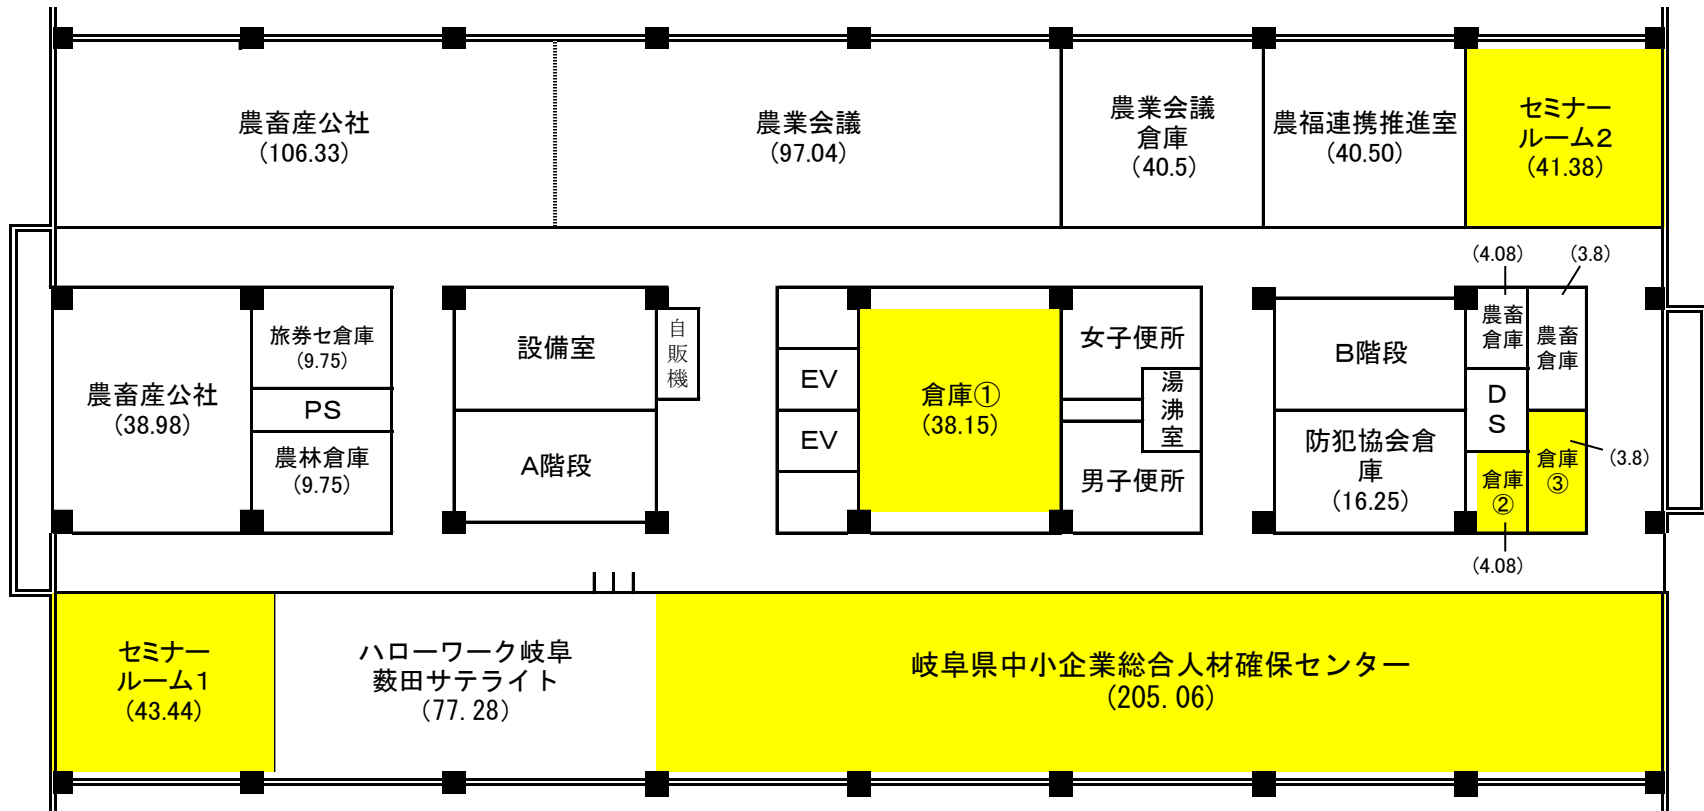 農畜産公社
(106.33)
農業会議
(97.04)
農業会議
倉庫
(40.5)
農福連携推進室
(40.50)
セミナー
ルーム2
(41.38)
(4.08)
(3.8)
農畜産公社
(38.98)
旅券セ倉庫
(9.75)
PS
農林倉庫
(9.75)
設備室
A階段
自
販
機
EV
EV
倉庫①
(38.15)
女子便所
湯
沸
室
男子便所
B階段
防犯協会倉
庫
(16.25)
農畜
倉庫
農畜
倉庫
D
S
倉庫
②
倉庫
③
(3.8)
(4.08)
セミナー
ルーム1
(43.44)
ハローワーク岐阜
薮田サテライト
(77.28)
岐阜県中小企業総合人材確保センター
(205.06)